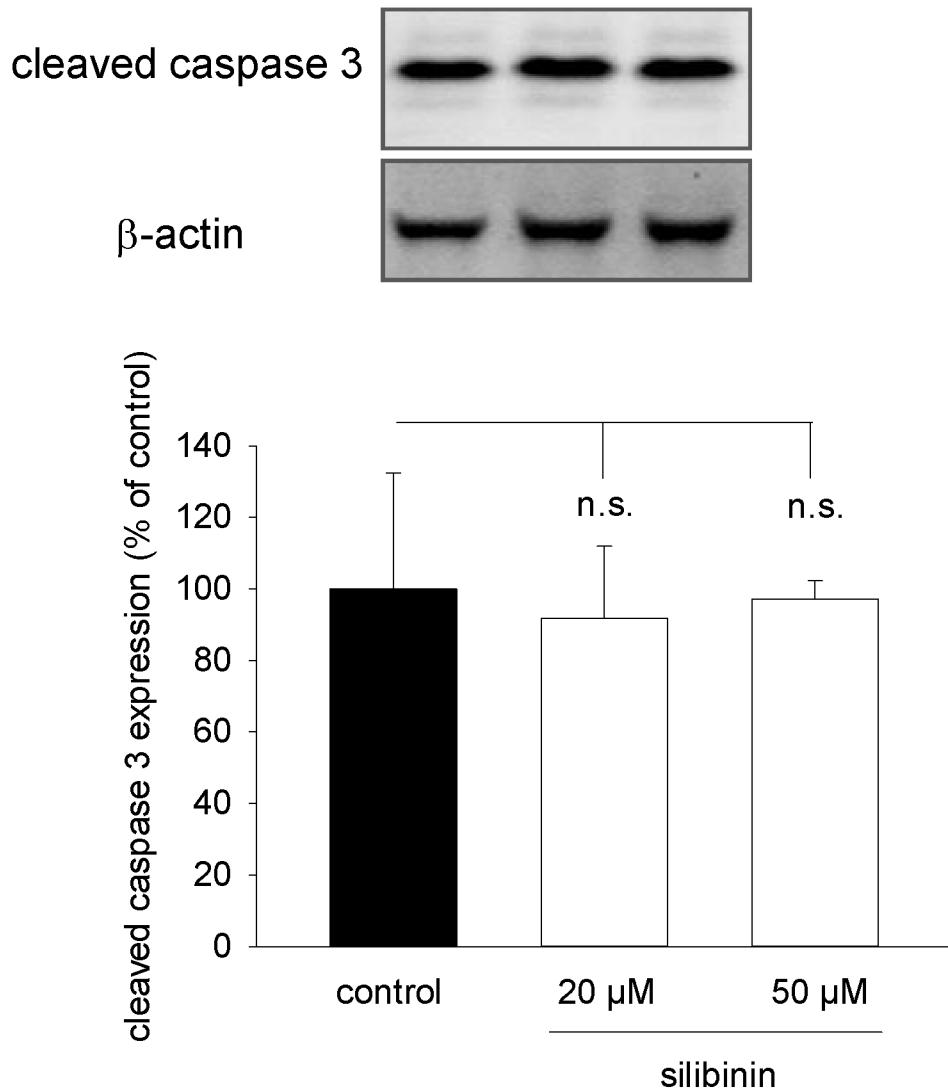 cleaved caspase 3
β-actin
cleaved caspase 3 expression (% of control)
140
120
100
80
60
40
20
0
n.s.
n.s.
control
20 µM
50 µM
silibinin